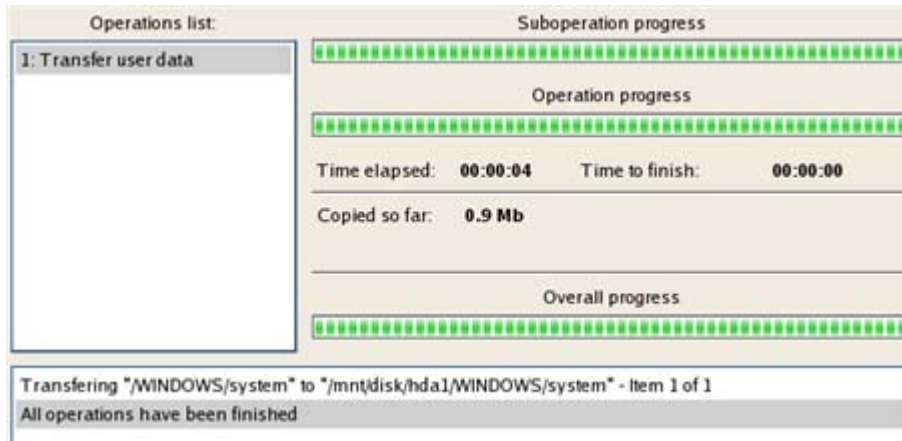 Operations list:
1: Transfer user data
Suboperation progress
Operation progress
Time elapsed: 00:00:04 Time to finish: 00:00:00
Copied so far: 0.9 Mb
Overall progress
Transfering "/WINDOWS/system" to "/mnt/disk/hda1/WINDOWS/system" - Item 1 of 1
All operations have been finished